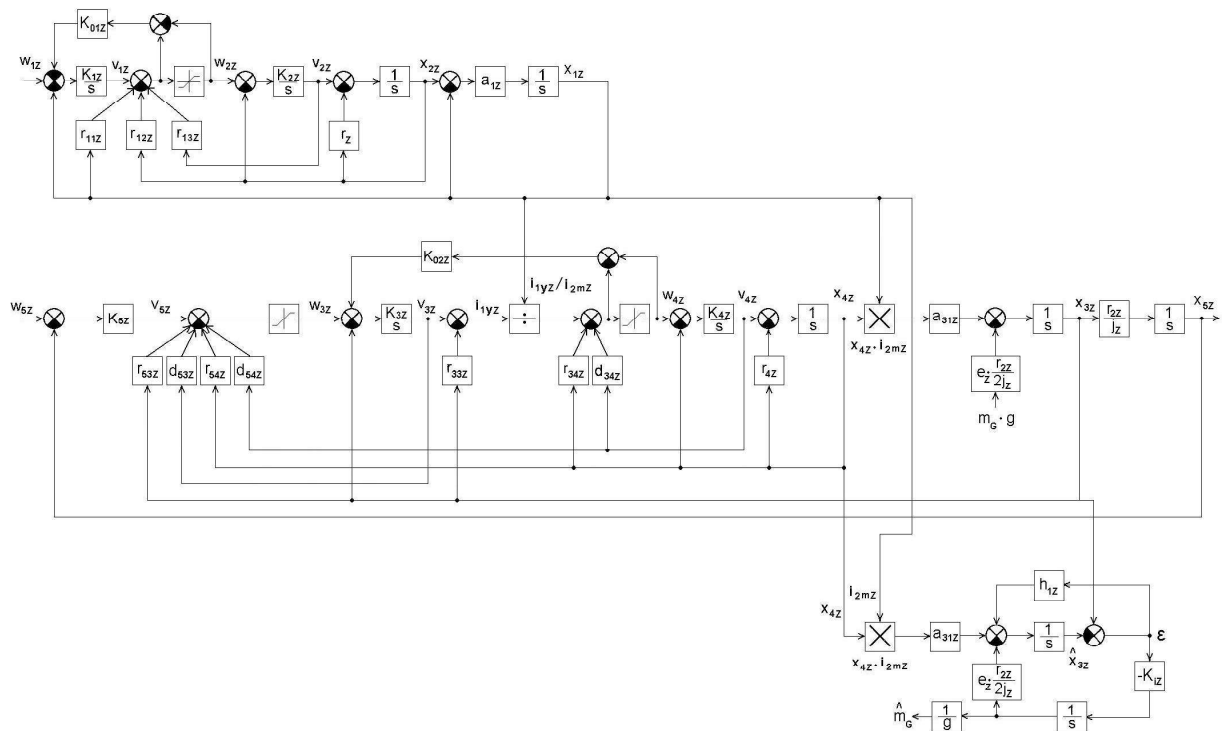 K01Z
w1Z
K1Z/s
v1Z
w2Z
K2Z/s
v2Z
1/s
x2Z
a1Z
1/s
x1Z
r11Z
r12Z
r13Z
rZ
K02Z
i1yZ/i2mZ
w5Z
K5Z
v5Z
w3Z
K3Z/s
v3Z
i1yZ
÷
w4Z
K4Z/s
v4Z
1/s
x4Z
x4Z·i2mZ
a31Z
1/s
x3Z
r2Z/jZ
1/s
x5Z
r53Z
d53Z
r54Z
d54Z
r33Z
r34Z
d34Z
r4Z
eZ·r2Z/2jZ
mG·g
h1Z
i2mZ
x4Z
x4Z·i2mZ
a31Z
1/s
x̂3Z
ε
eZ·r2Z/2jZ
-KIZ
m̂G
1/g
1/s